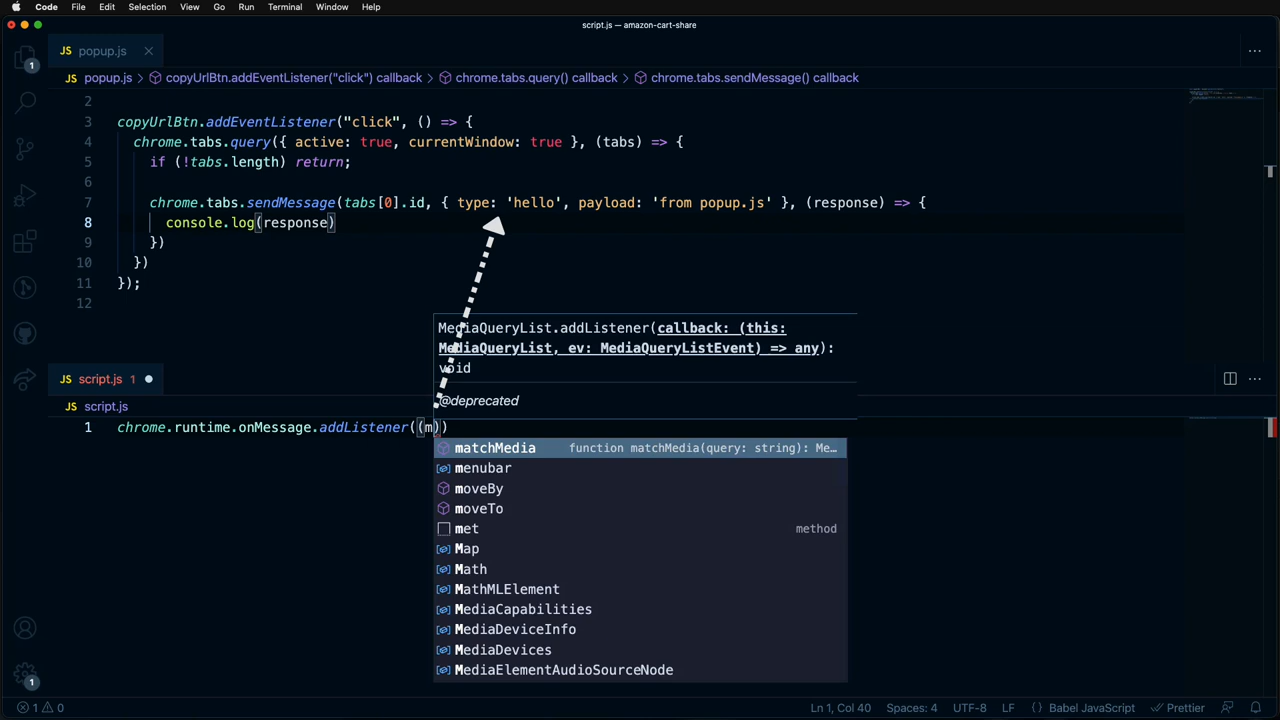 Code File Edit Selection View Go Run Terminal Window Help
script.js — amazon-cart-share
JS popup.js
JS popup.js > copyUrlBtn.addEventListener("click") callback > chrome.tabs.query() callback > chrome.tabs.sendMessage() callback
1
2
3 copyUrlBtn.addEventListener("click", () => {
4 chrome.tabs.query({ active: true, currentWindow: true }, (tabs) => {
5 if (!tabs.length) return;
6
7 chrome.tabs.sendMessage(tabs[0].id, { type: 'hello', payload: 'from popup.js' }, (response) => {
8 console.log(response)
9 })
10 })
11 });
12
MediaQueryList.addListener(callback: (this:
MediaQueryList, ev: MediaQueryListEvent) => any):
void
JS script.js 1
@deprecated
JS script.js
1 chrome.runtime.onMessage.addListener((m))
matchMedia function matchMedia(query: string): Me…
menubar
moveBy
moveTo
met method
Map
Math
MathMLElement
MediaCapabilities
MediaDeviceInfo
MediaDevices
MediaElementAudioSourceNode
1
1 0 Ln 1, Col 40 Spaces: 4 UTF-8 LF {} Babel JavaScript Prettier